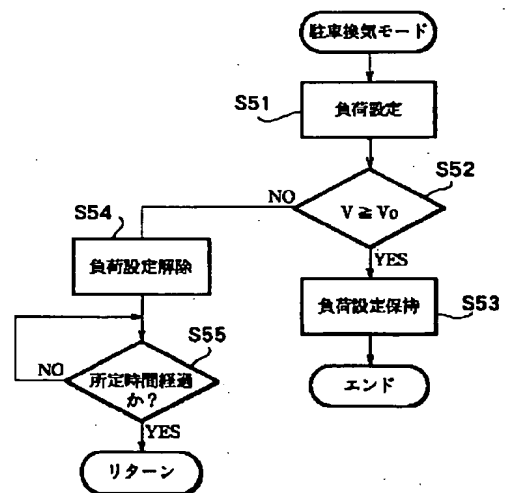 駐車換気モード
S51
負荷設定
S52
V ≧ Vo
NO
YES
S54
負荷設定解除
負荷設定保持
S53
S55
NO
所定時間経過
か？
YES
エンド
リターン